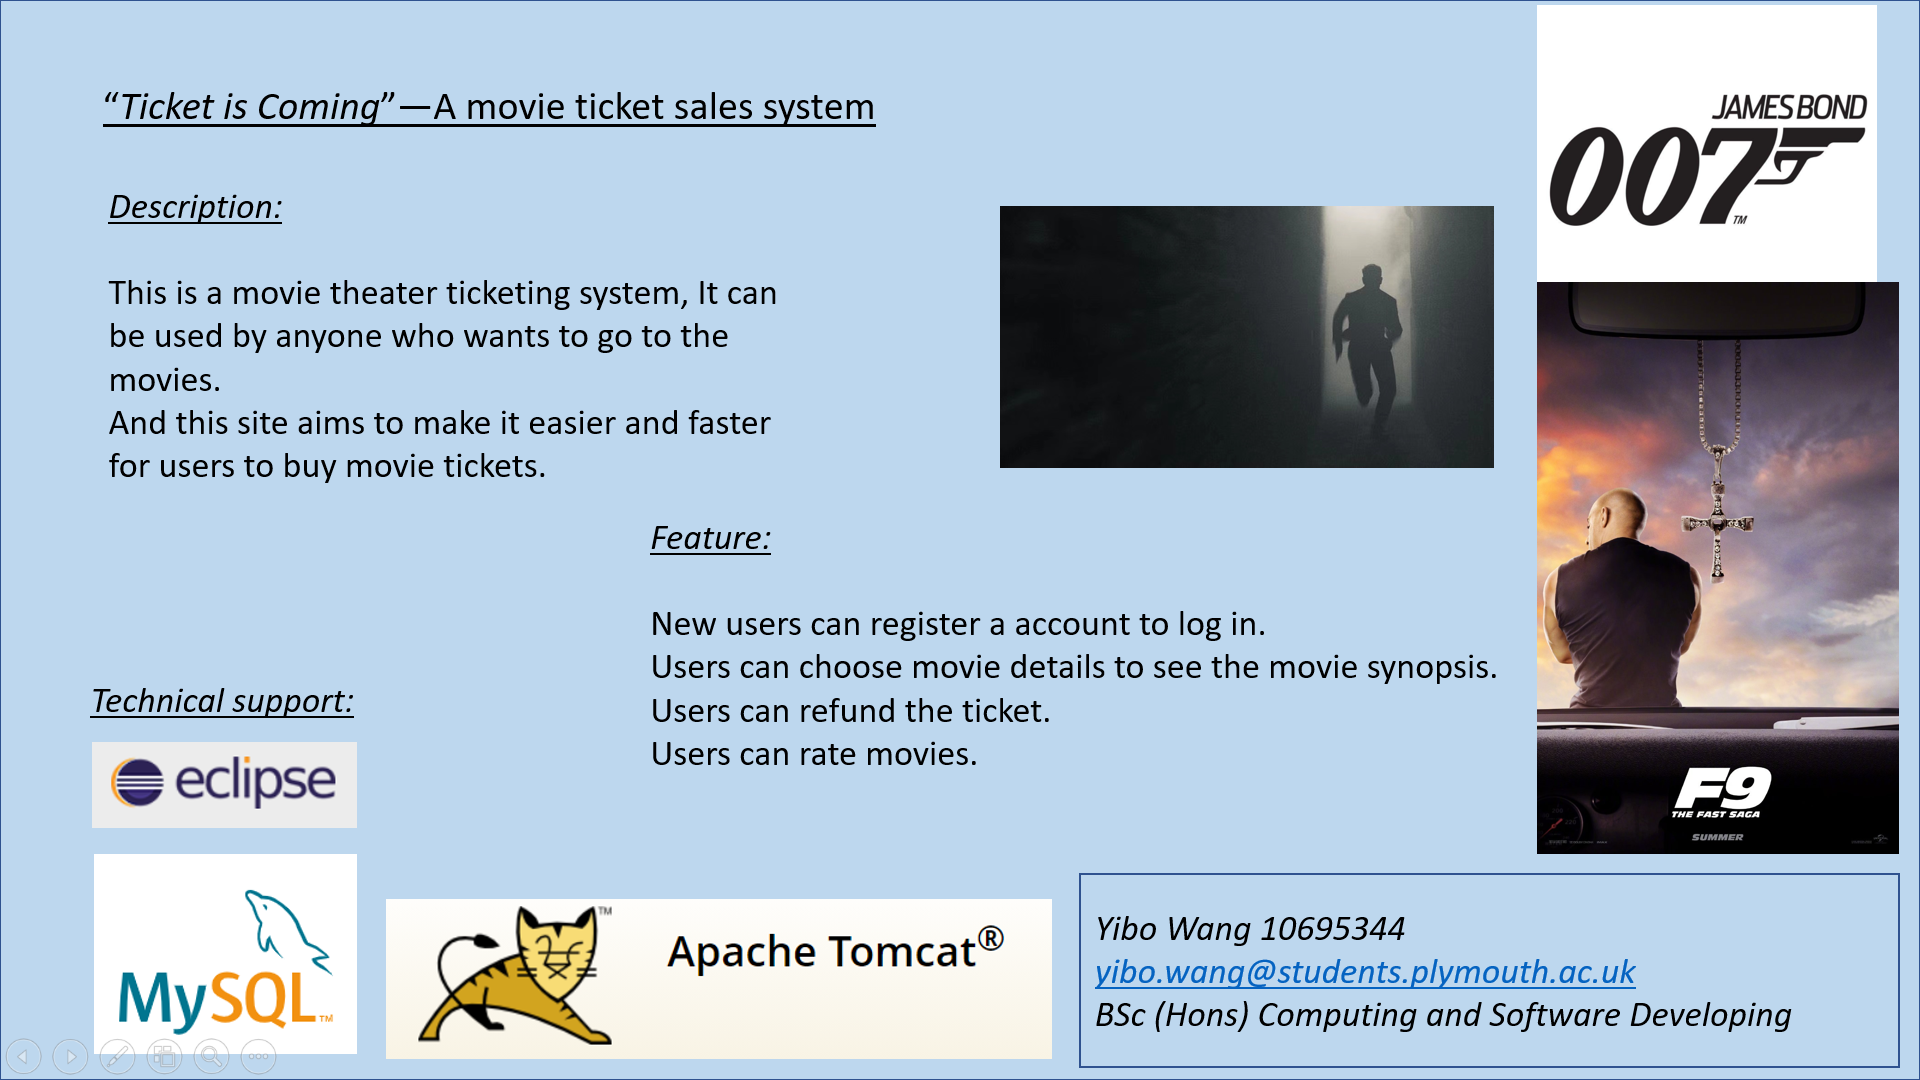 “Ticket is Coming”—A movie ticket sales system
Description:
This is a movie theater ticketing system, It can
be used by anyone who wants to go to the
movies.
And this site aims to make it easier and faster
for users to buy movie tickets.
Feature:
New users can register a account to log in.
Users can choose movie details to see the movie synopsis.
Users can refund the ticket.
Users can rate movies.
Technical support:
eclipse
MySQL™
™
Apache Tomcat®
JAMES BOND
007™
F9
THE FAST SAGA
SUMMER
Yibo Wang 10695344
yibo.wang@students.plymouth.ac.uk
BSc (Hons) Computing and Software Developing